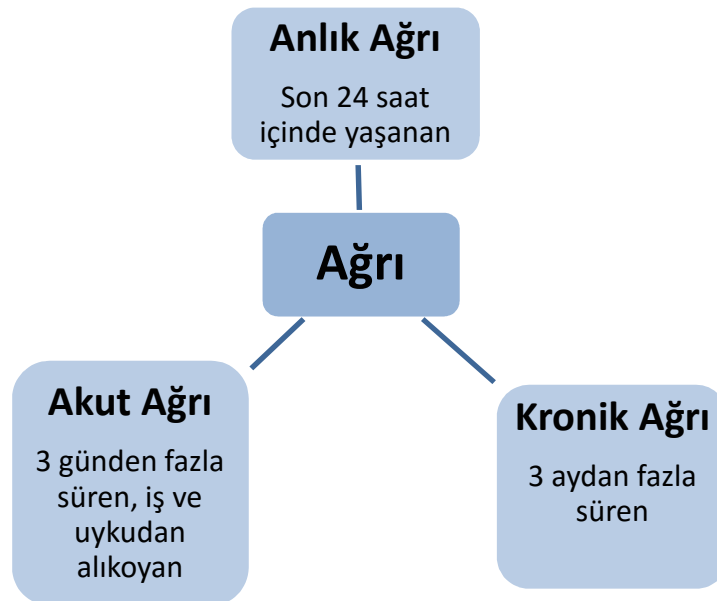 Anlık Ağrı
Son 24 saat
içinde yaşanan
Ağrı
Akut Ağrı
3 günden fazla
süren, iş ve
uykudan
alıkoyan
Kronik Ağrı
3 aydan fazla
süren